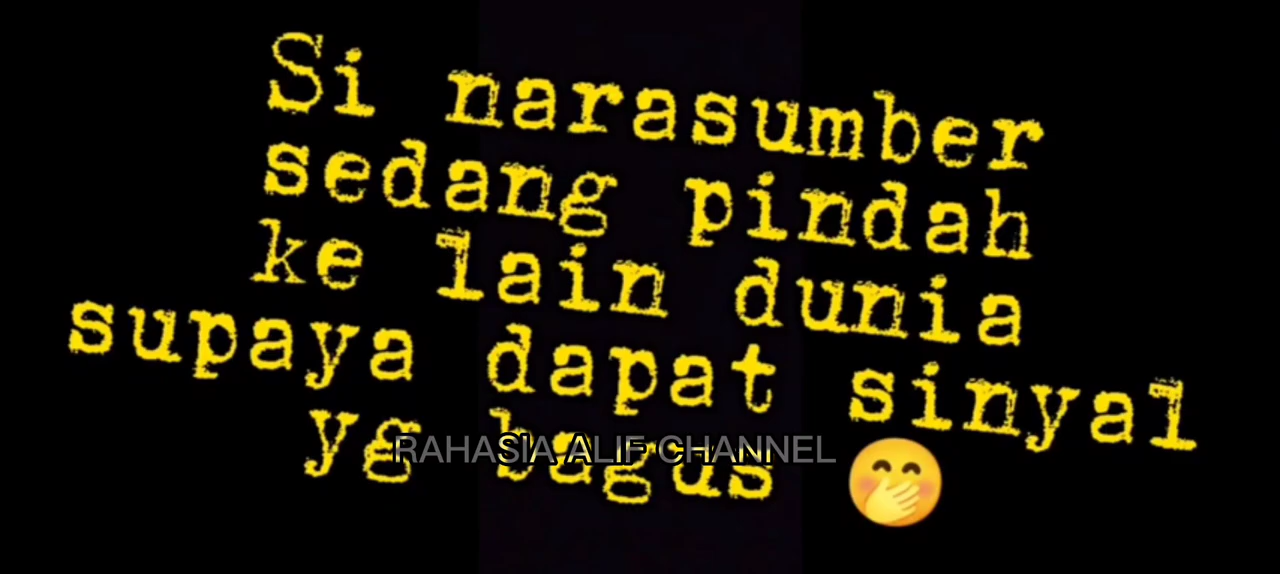 Si narasumber
sedang pindah
ke lain dunia
supaya dapat sinyal
yg bagus 🤭
RAHASIA ALIF CHANNEL